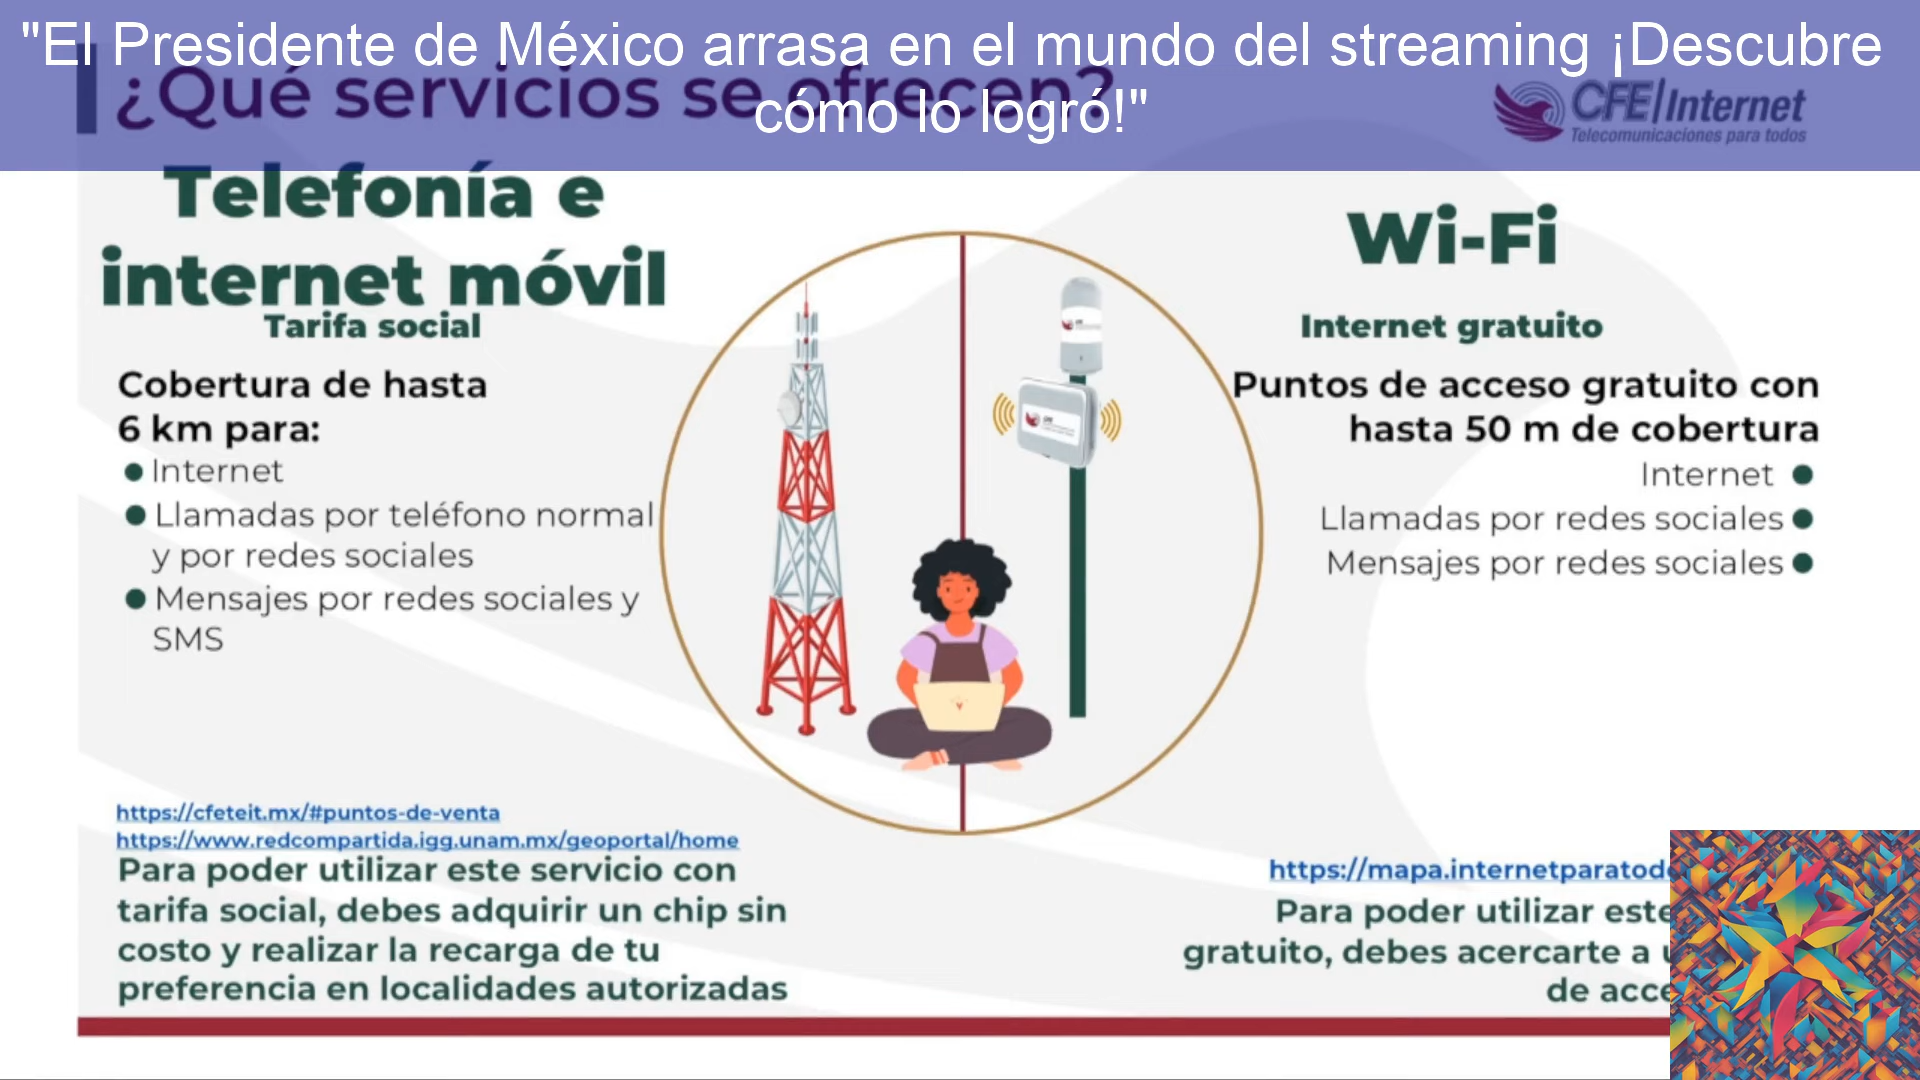 "El Presidente de México arrasa en el mundo del streaming ¡Descubre
cómo lo logró!"
¿Qué servicios se ofrecen?
CFE/Internet
Telecomunicaciones para todos
Telefonía e
internet móvil
Tarifa social
Cobertura de hasta
6 km para:
Internet
Llamadas por teléfono normal
y por redes sociales
Mensajes por redes sociales y
SMS
https://cfeteit.mx/#puntos-de-venta
https://www.redcompartida.igg.unam.mx/geoportal/home
Para poder utilizar este servicio con
tarifa social, debes adquirir un chip sin
costo y realizar la recarga de tu
preferencia en localidades autorizadas
Wi-Fi
Internet gratuito
Puntos de acceso gratuito con
hasta 50 m de cobertura
Internet
Llamadas por redes sociales
Mensajes por redes sociales
https://mapa.internetparatod
Para poder utilizar este
gratuito, debes acercarte a
de acc